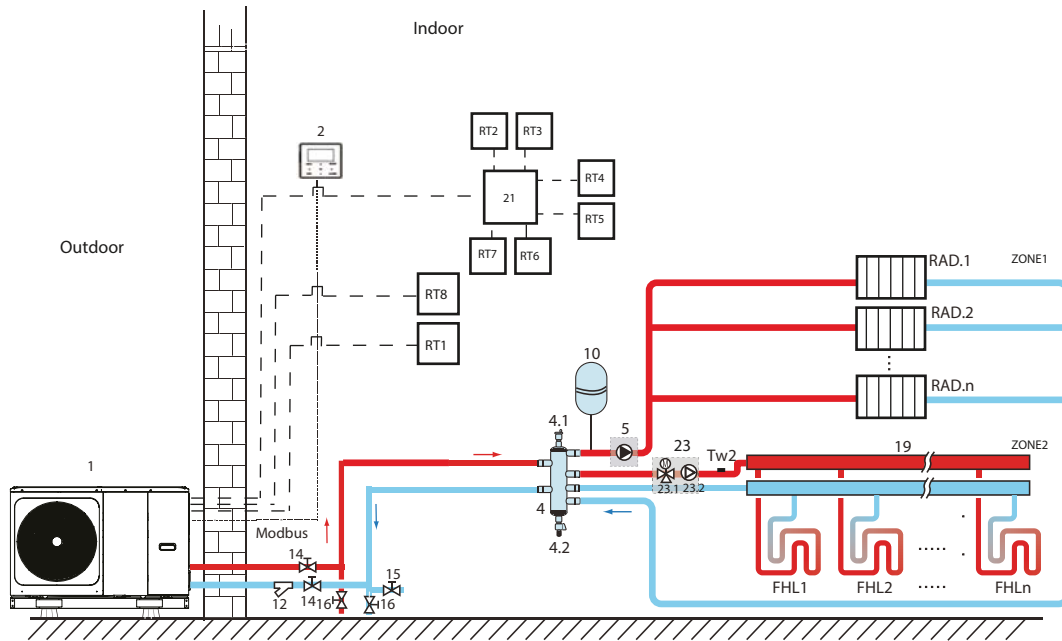 Indoor
Outdoor
2
RT2
RT3
21
RT4
RT5
RT7
RT6
RT8
RT1
RAD.1
ZONE1
RAD.2
RAD.n
10
4.1
5
23
Tw2
19
ZONE2
23.1
23.2
4
4.2
1
Modbus
14
12
14
16
16
15
FHL1
FHL2
FHLn